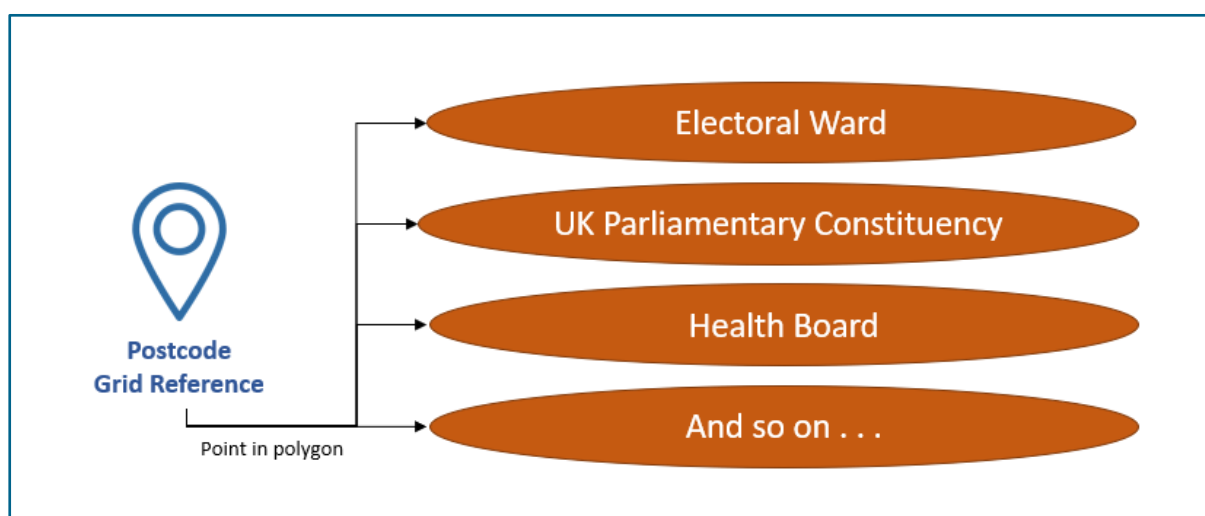 Electoral Ward
UK Parliamentary Constituency
Health Board
And so on . . .
Postcode
Grid Reference
Point in polygon